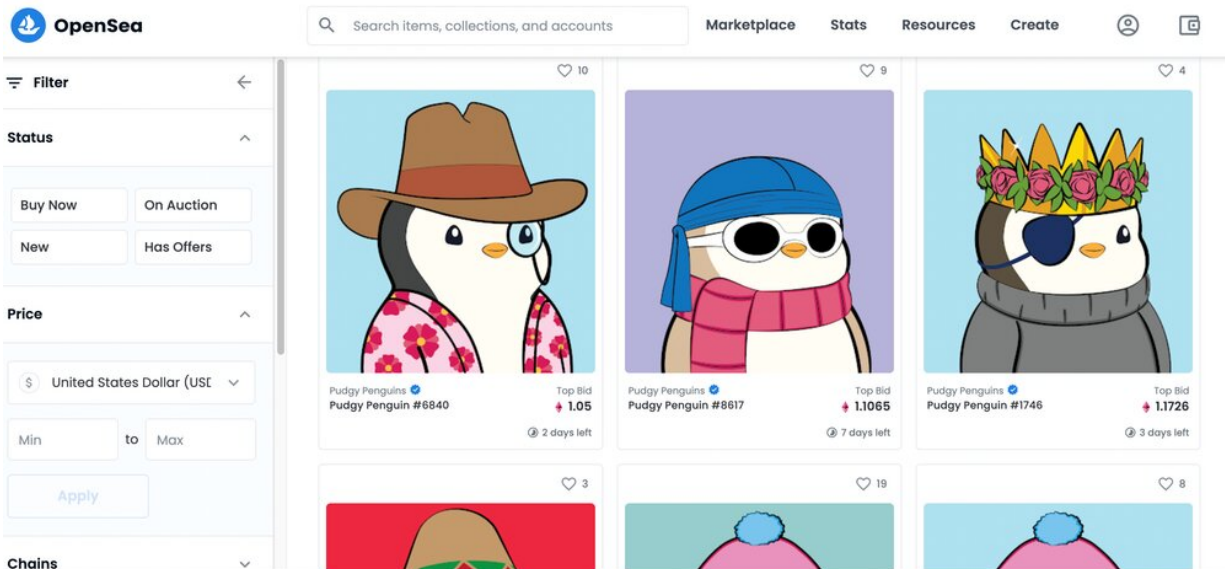 OpenSea
Search items, collections, and accounts
Marketplace
Stats
Resources
Create
Filter
Status
Buy Now
On Auction
New
Has Offers
Price
$ United States Dollar (USD
Min
to
Max
Apply
Chains
10
Pudgy Penguins
Top Bid
Pudgy Penguin #6840
1.05
2 days left
9
Pudgy Penguins
Top Bid
Pudgy Penguin #8617
1.1065
7 days left
4
Pudgy Penguins
Top Bid
Pudgy Penguin #1746
1.1726
3 days left
3
19
8